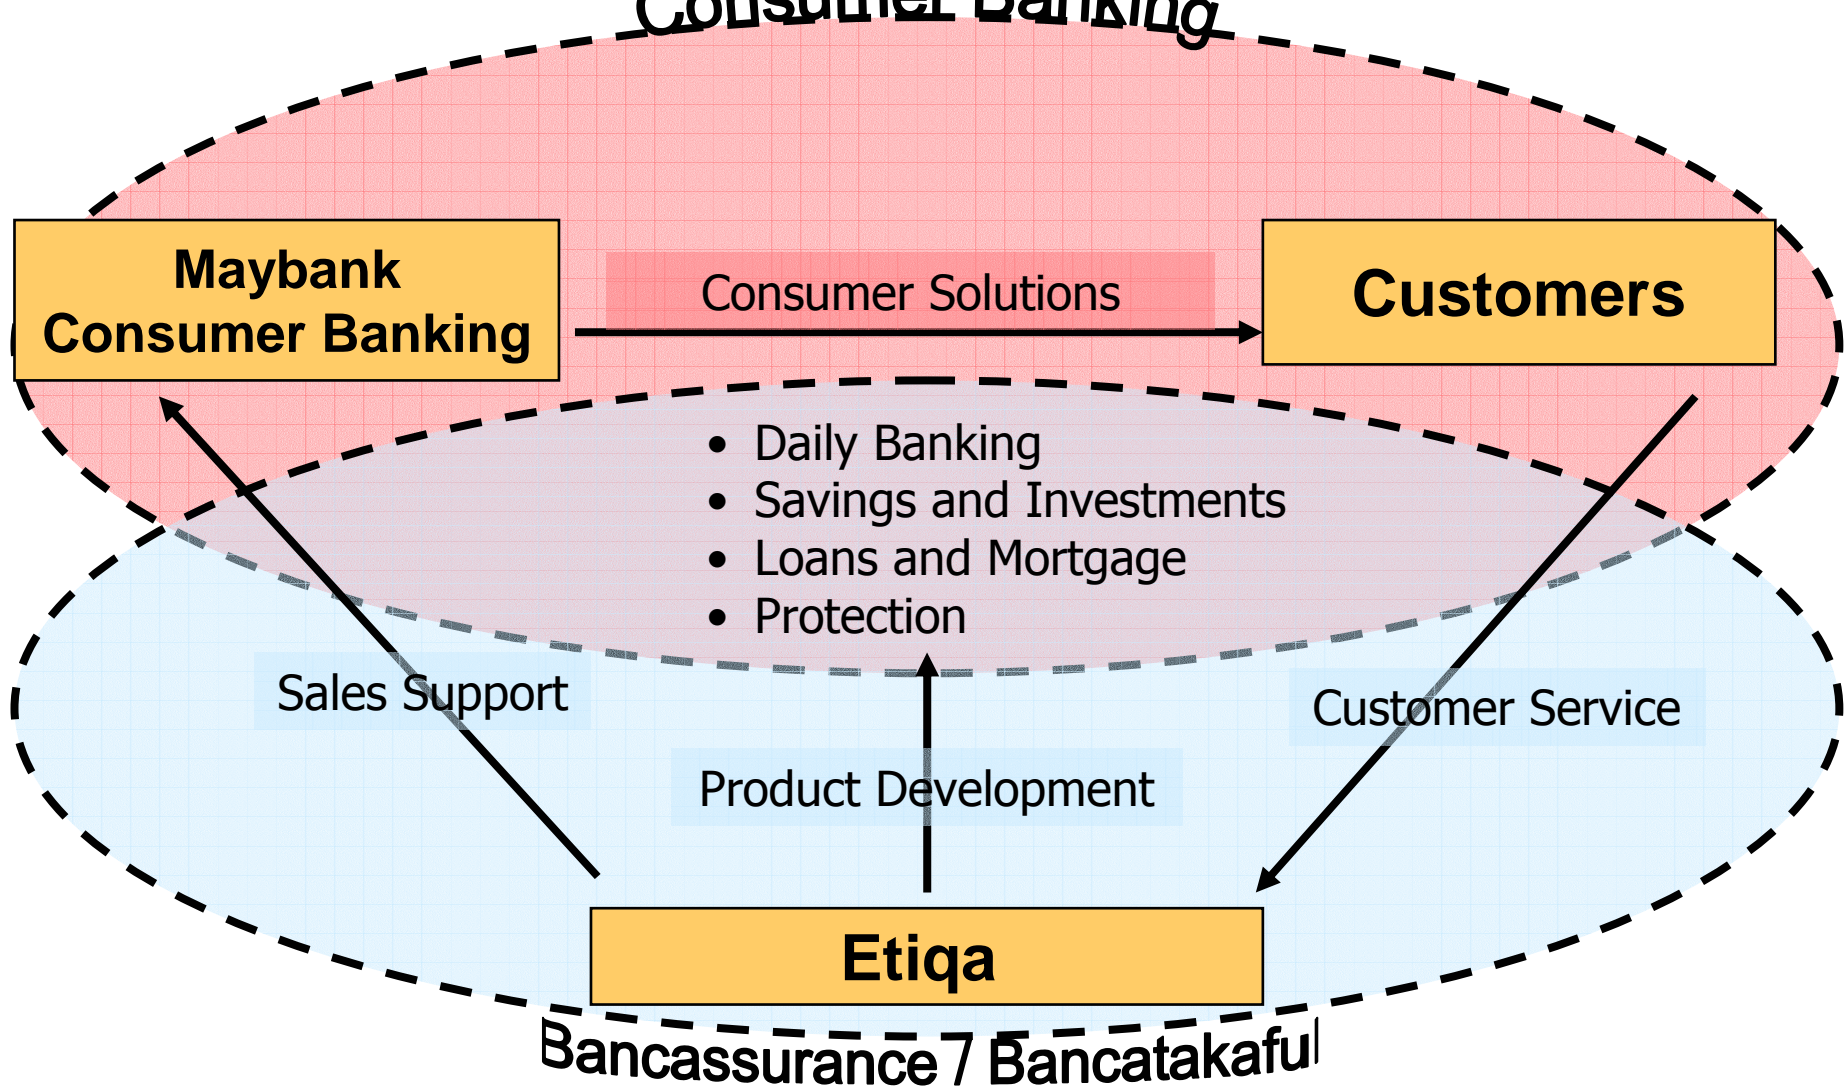 Consumer Banking
Maybank
Consumer Banking
Consumer Solutions
Customers
• Daily Banking
• Savings and Investments
• Loans and Mortgage
• Protection
Sales Support
Customer Service
Product Development
Etiqa
Bancassurance / Bancatakaful